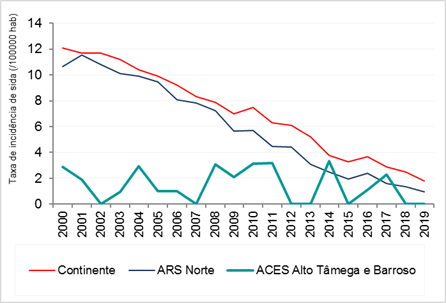 Taxa de incidência de sida (/100000 hab)
14
12
10
8
6
4
2
0
2000 2001 2002 2003 2004 2005 2006 2007 2008 2009 2010 2011 2012 2013 2014 2015 2016 2017 2018 2019
Continente ARS Norte ACES Alto Tâmega e Barroso